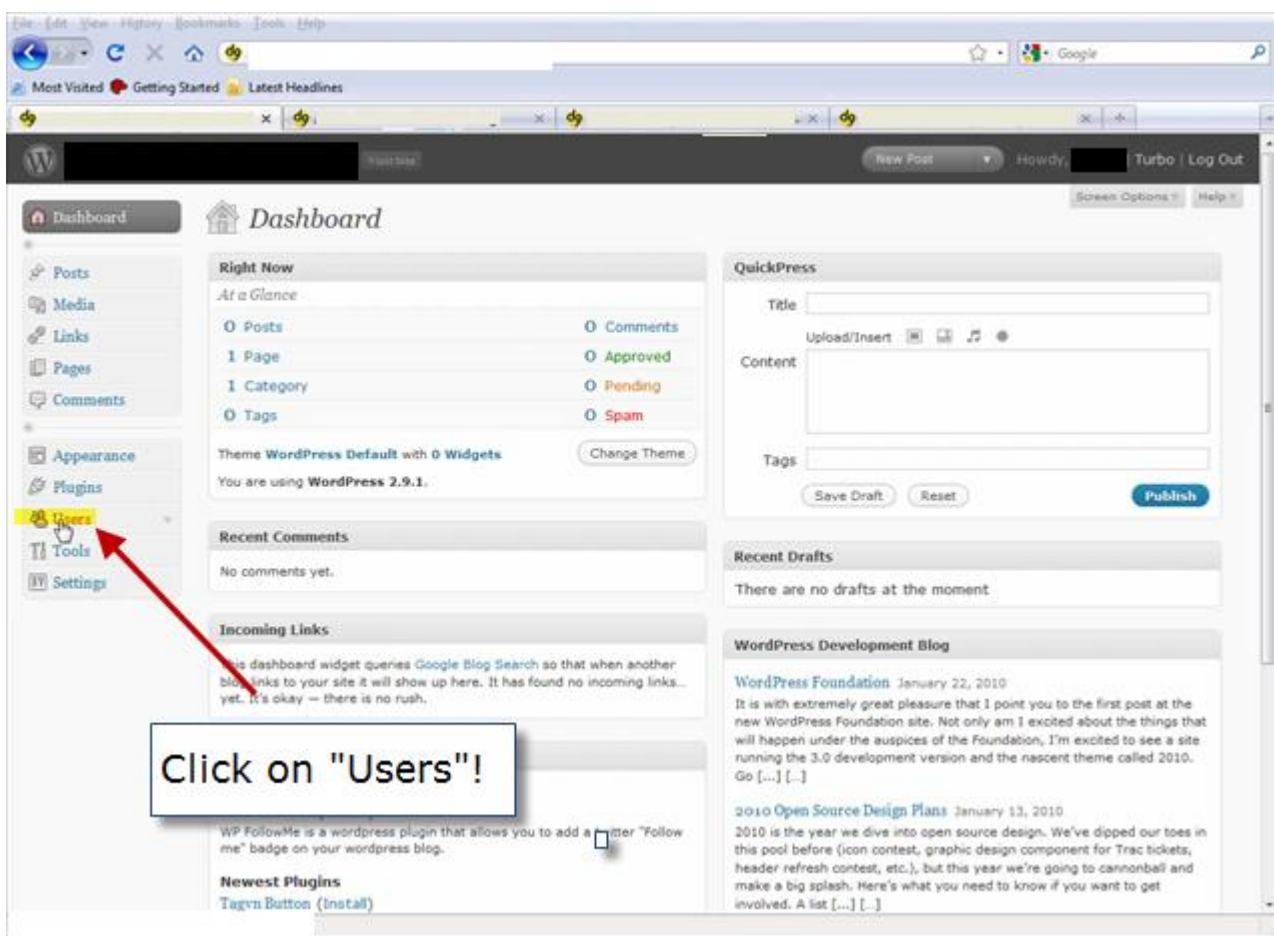 File Edit View History Bookmarks Tools Help
Google
Most Visited Getting Started Latest Headlines
Visit Site
New Post
Howdy, | Turbo | Log Out
Screen Options Help
Dashboard
Dashboard
Posts
Media
Links
Pages
Comments
Appearance
Plugins
Users
Tools
Settings
Right Now
At a Glance
0 Posts 0 Comments
1 Page 0 Approved
1 Category 0 Pending
0 Tags 0 Spam
Theme WordPress Default with 0 Widgets Change Theme
You are using WordPress 2.9.1.
Recent Comments
No comments yet.
Incoming Links
This dashboard widget queries Google Blog Search so that when another
blog links to your site it will show up here. It has found no incoming links...
yet. It's okay — there is no rush.
Click on "Users"!
WP FollowMe is a wordpress plugin that allows you to add a twitter "Follow
me" badge on your wordpress blog.
Newest Plugins
Tagvn Button (Install)
QuickPress
Title
Upload/Insert
Content
Tags
Save Draft Reset Publish
Recent Drafts
There are no drafts at the moment
WordPress Development Blog
WordPress Foundation January 22, 2010
It is with extremely great pleasure that I point you to the first post at the
new WordPress Foundation site. Not only am I excited about the things that
will happen under the auspices of the Foundation, I'm excited to see a site
running the 3.0 development version and the nascent theme called 2010.
Go [...] [...]
2010 Open Source Design Plans January 13, 2010
2010 is the year we dive into open source design. We've dipped our toes in
this pool before (icon contest, graphic design component for Trac tickets,
header refresh contest, etc.), but this year we're going to cannonball and
make a big splash. Here's what you need to know if you want to get
involved. A list [...] [...]